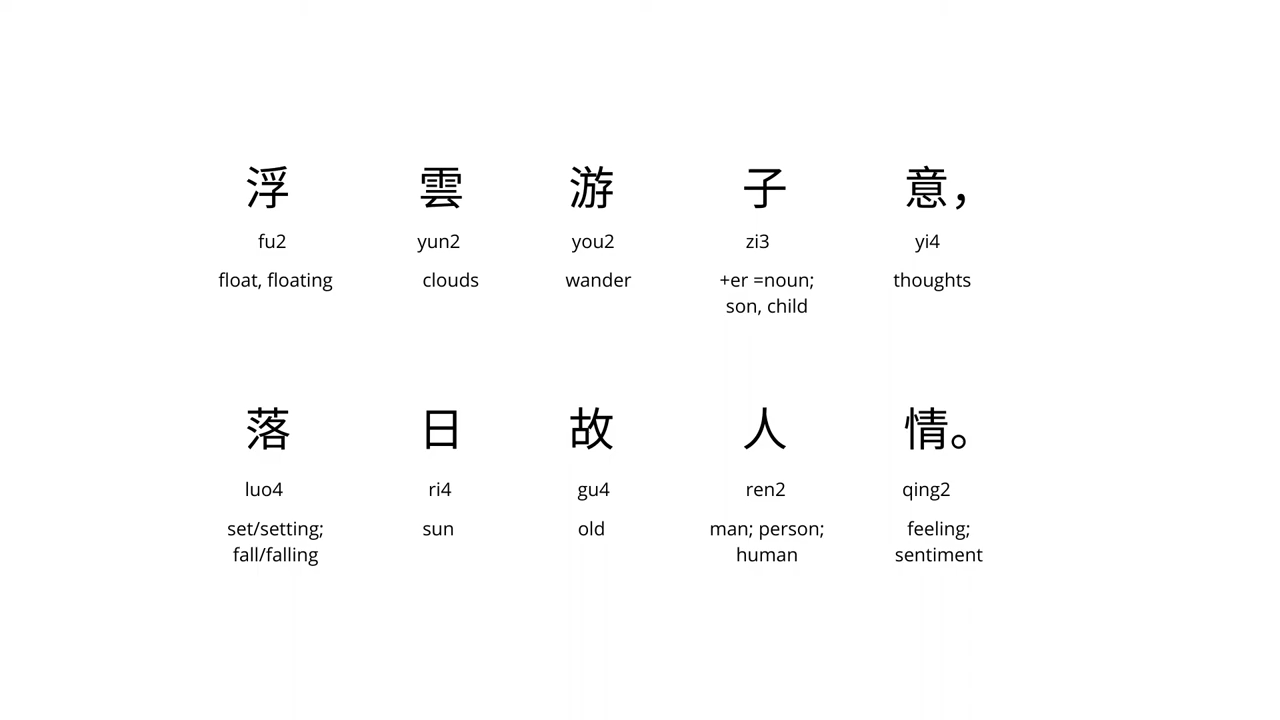 浮 雲 游 子 意，
fu2 yun2 you2 zi3 yi4
float, floating clouds wander +er =noun; thoughts
son, child
落 日 故 人 情。
luo4 ri4 gu4 ren2 qing2
set/setting; sun old man; person; feeling;
fall/falling human sentiment